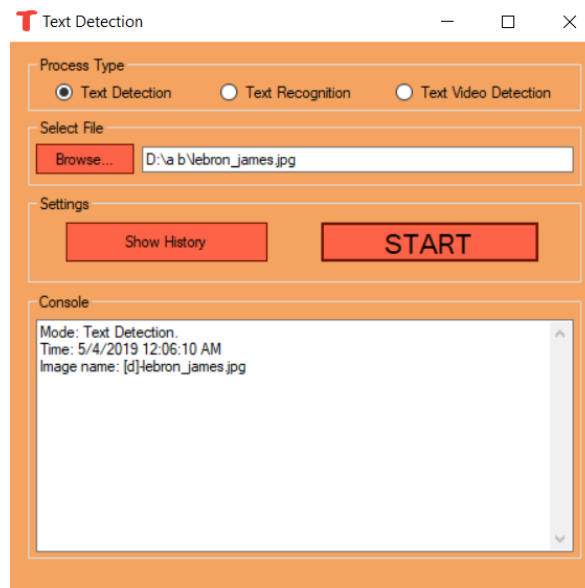 Text Detection
Process Type
Text Detection Text Recognition Text Video Detection
Select File
Browse... D:\a b\lebron_james.jpg
Settings
Show History START
Console
Mode: Text Detection.
Time: 5/4/2019 12:06:10 AM
Image name: [d]-lebron_james.jpg